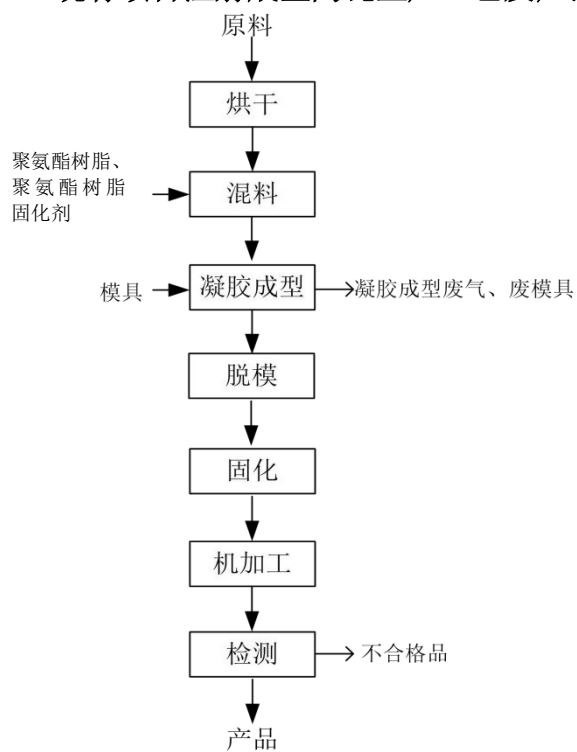 原料
烘干
聚氨酯树脂、
聚氨酯树脂
固化剂
混料
模具
凝胶成型
凝胶成型废气、废模具
脱模
固化
机加工
检测
不合格品
产品